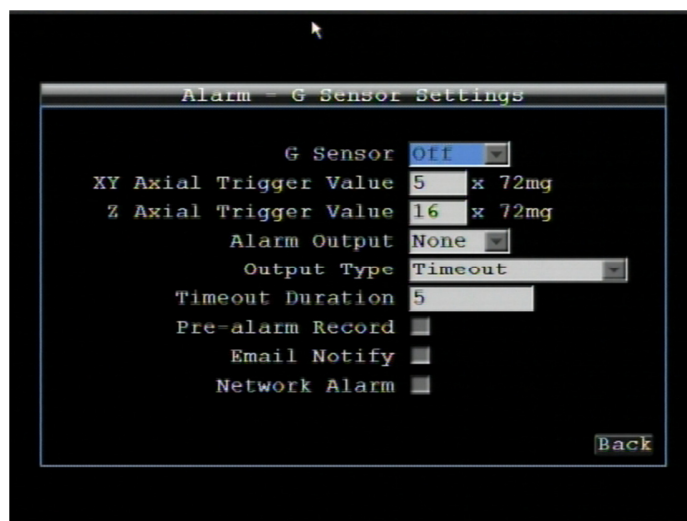 Alarm - G Sensor Settings
G Sensor Off
XY Axial Trigger Value 5 x 72mg
Z Axial Trigger Value 16 x 72mg
Alarm Output None
Output Type Timeout
Timeout Duration 5
Pre-alarm Record
Email Notify
Network Alarm
Back